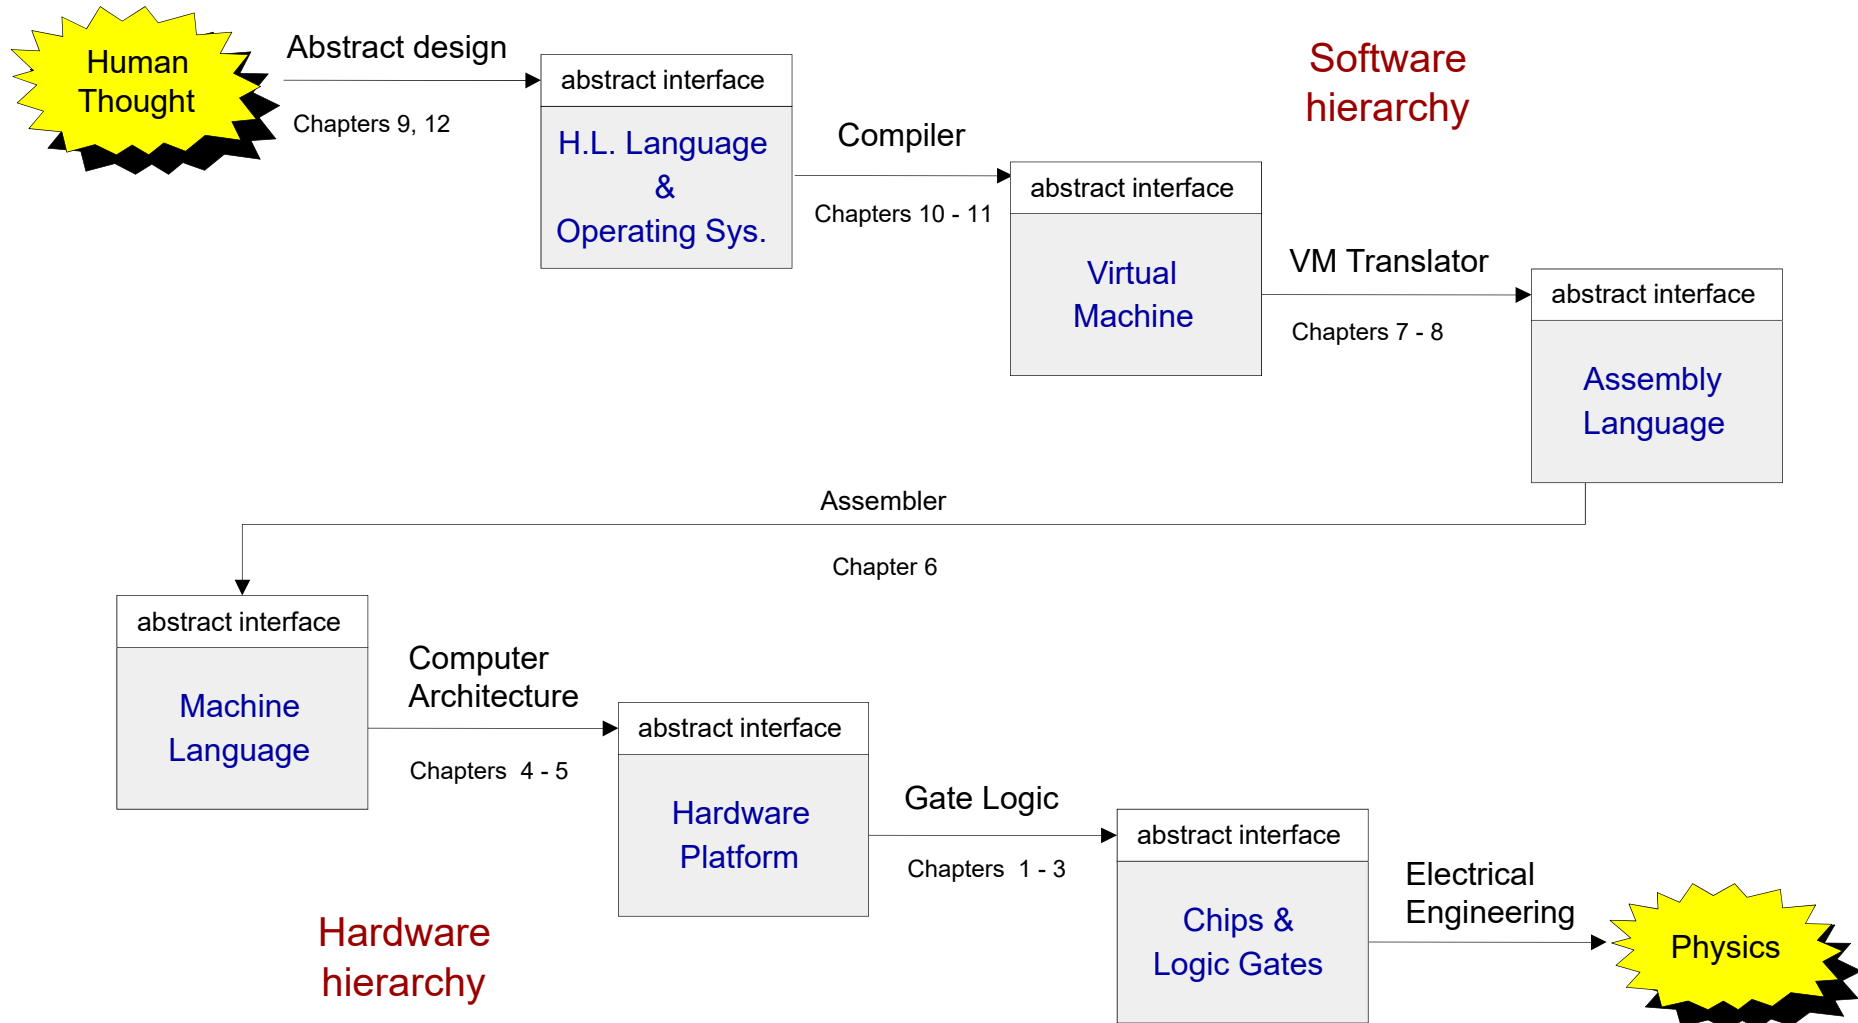 Human
Thought
Abstract design
Chapters 9, 12
abstract interface
H.L. Language
&
Operating Sys.
Compiler
Chapters 10 - 11
Software
hierarchy
abstract interface
Virtual
Machine
VM Translator
Chapters 7 - 8
abstract interface
Assembly
Language
Assembler
Chapter 6
abstract interface
Machine
Language
Computer
Architecture
Chapters 4 - 5
abstract interface
Hardware
Platform
Gate Logic
Chapters 1 - 3
abstract interface
Chips &
Logic Gates
Electrical
Engineering
Physics
Hardware
hierarchy